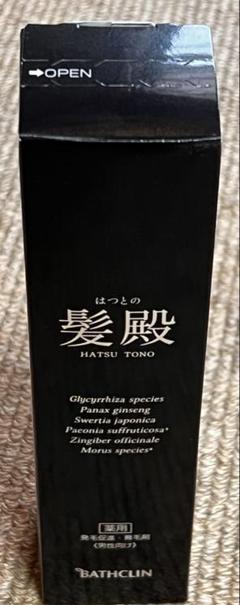 ➡OPEN
はつとの
髪殿
HATSU TONO
Glycyrrhiza species
Panax ginseng
Swertia japonica
Paeonia suffruticosa*
Zingiber officinale
Morus species*
薬用
発毛促進・育毛剤
《男性向け》
BATHCLIN